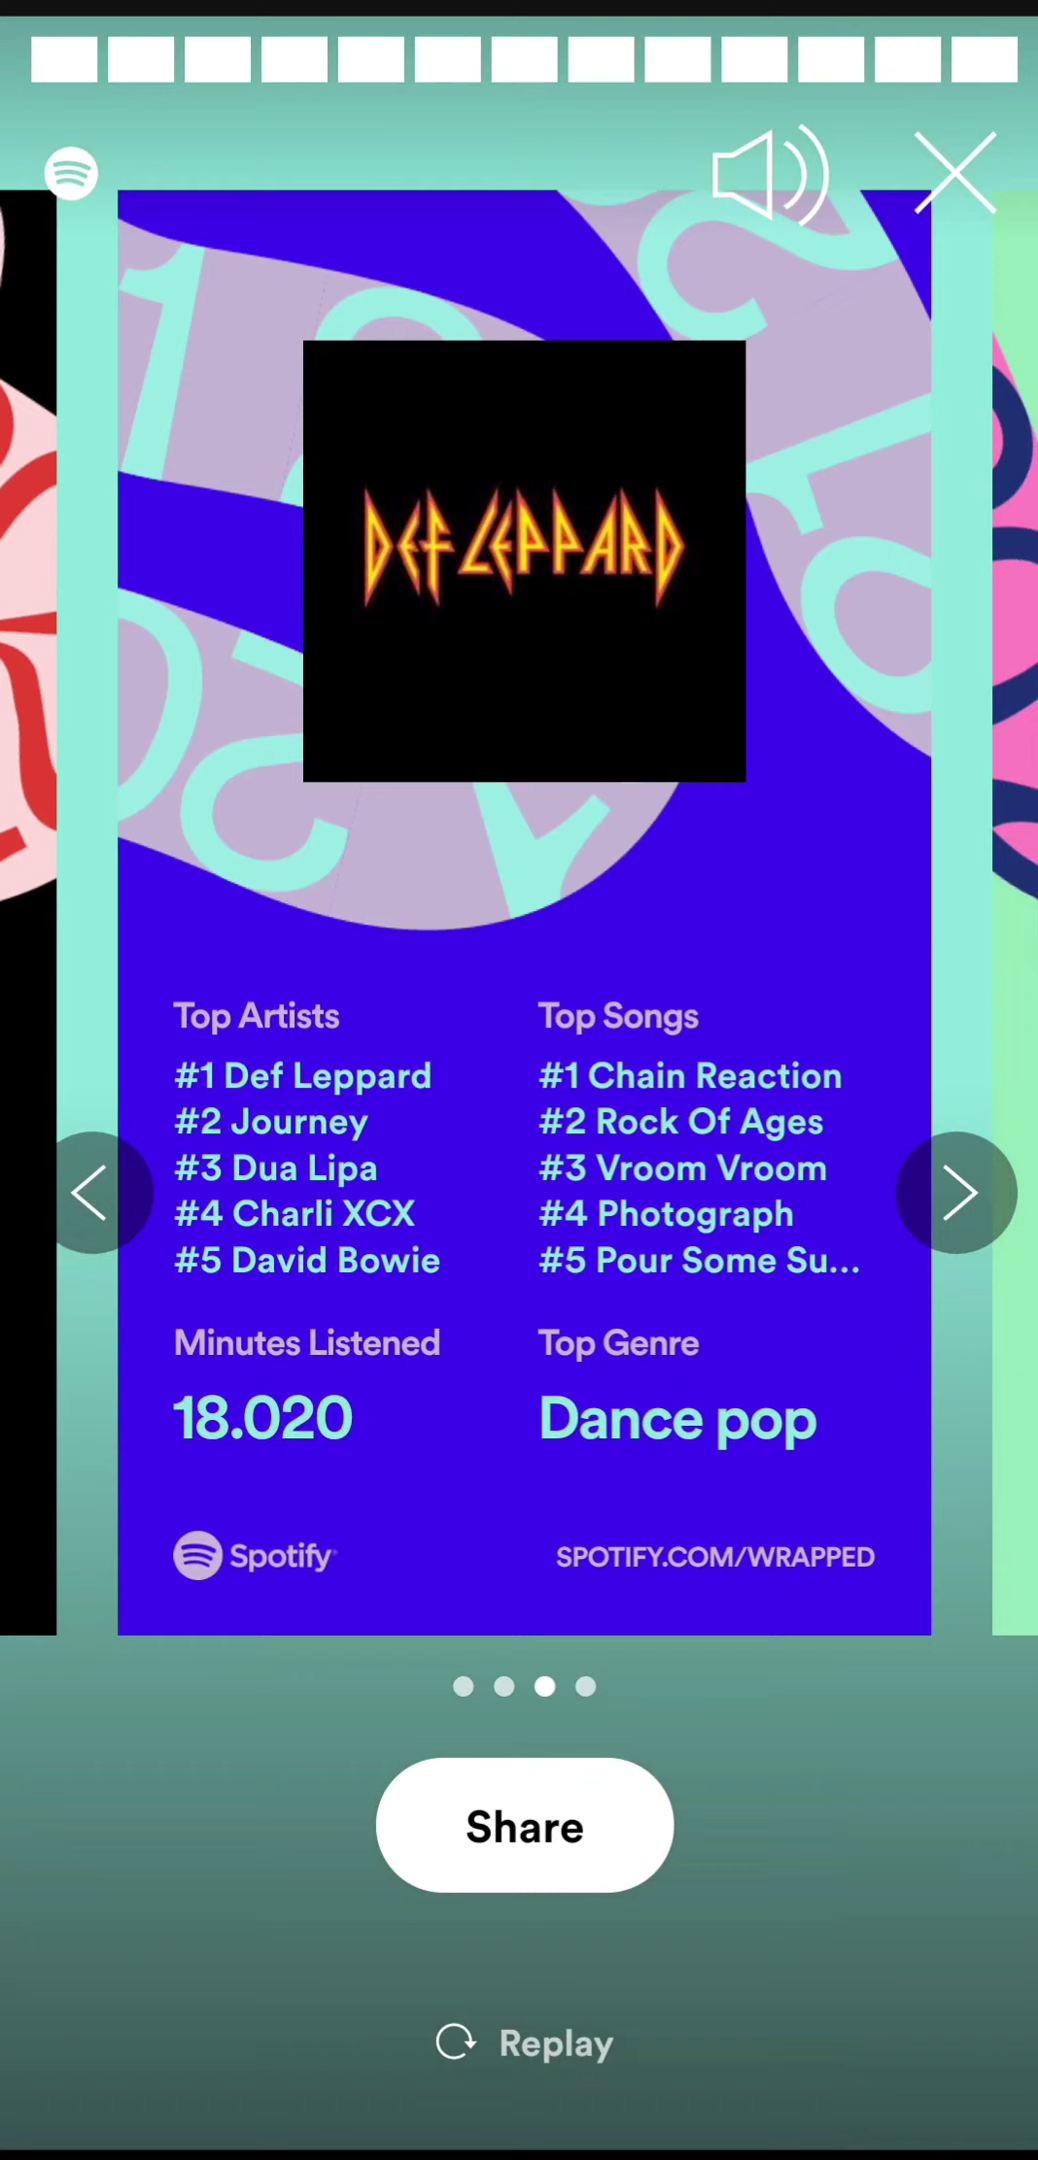 DEF LEPPARD
Top Artists
#1 Def Leppard
#2 Journey
#3 Dua Lipa
#4 Charli XCX
#5 David Bowie
Top Songs
#1 Chain Reaction
#2 Rock Of Ages
#3 Vroom Vroom
#4 Photograph
#5 Pour Some Su...
Minutes Listened
18.020
Top Genre
Dance pop
Spotify
SPOTIFY.COM/WRAPPED
Share
Replay